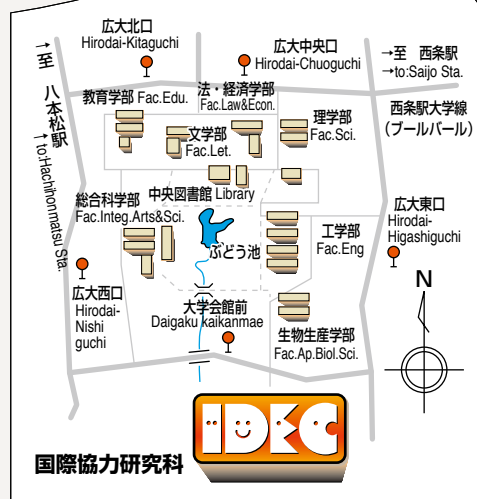 広大北口
Hirodai-Kitaguchi
広大中央口
Hirodai-Chuoguchi
→至 西条駅
→to:Saijo Sta.
→至 八本松駅
→to:Hachihonmatsu Sta.
教育学部 Fac.Edu.
法・経済学部
Fac.Law&Econ.
理学部
Fac.Sci.
西条駅大学線
(ブールバール)
文学部
Fac.Let.
中央図書館 Library
総合科学部
Fac.Integ.Arts&Sci.
広大東口
Hirodai-
Higashiguchi
ぶどう池
工学部
Fac.Eng
N
広大西口
Hirodai-
Nishi
guchi
大学会館前
Daigaku kaikanmae
生物生産学部
Fac.Ap.Biol.Sci.
IDEC
国際協力研究科